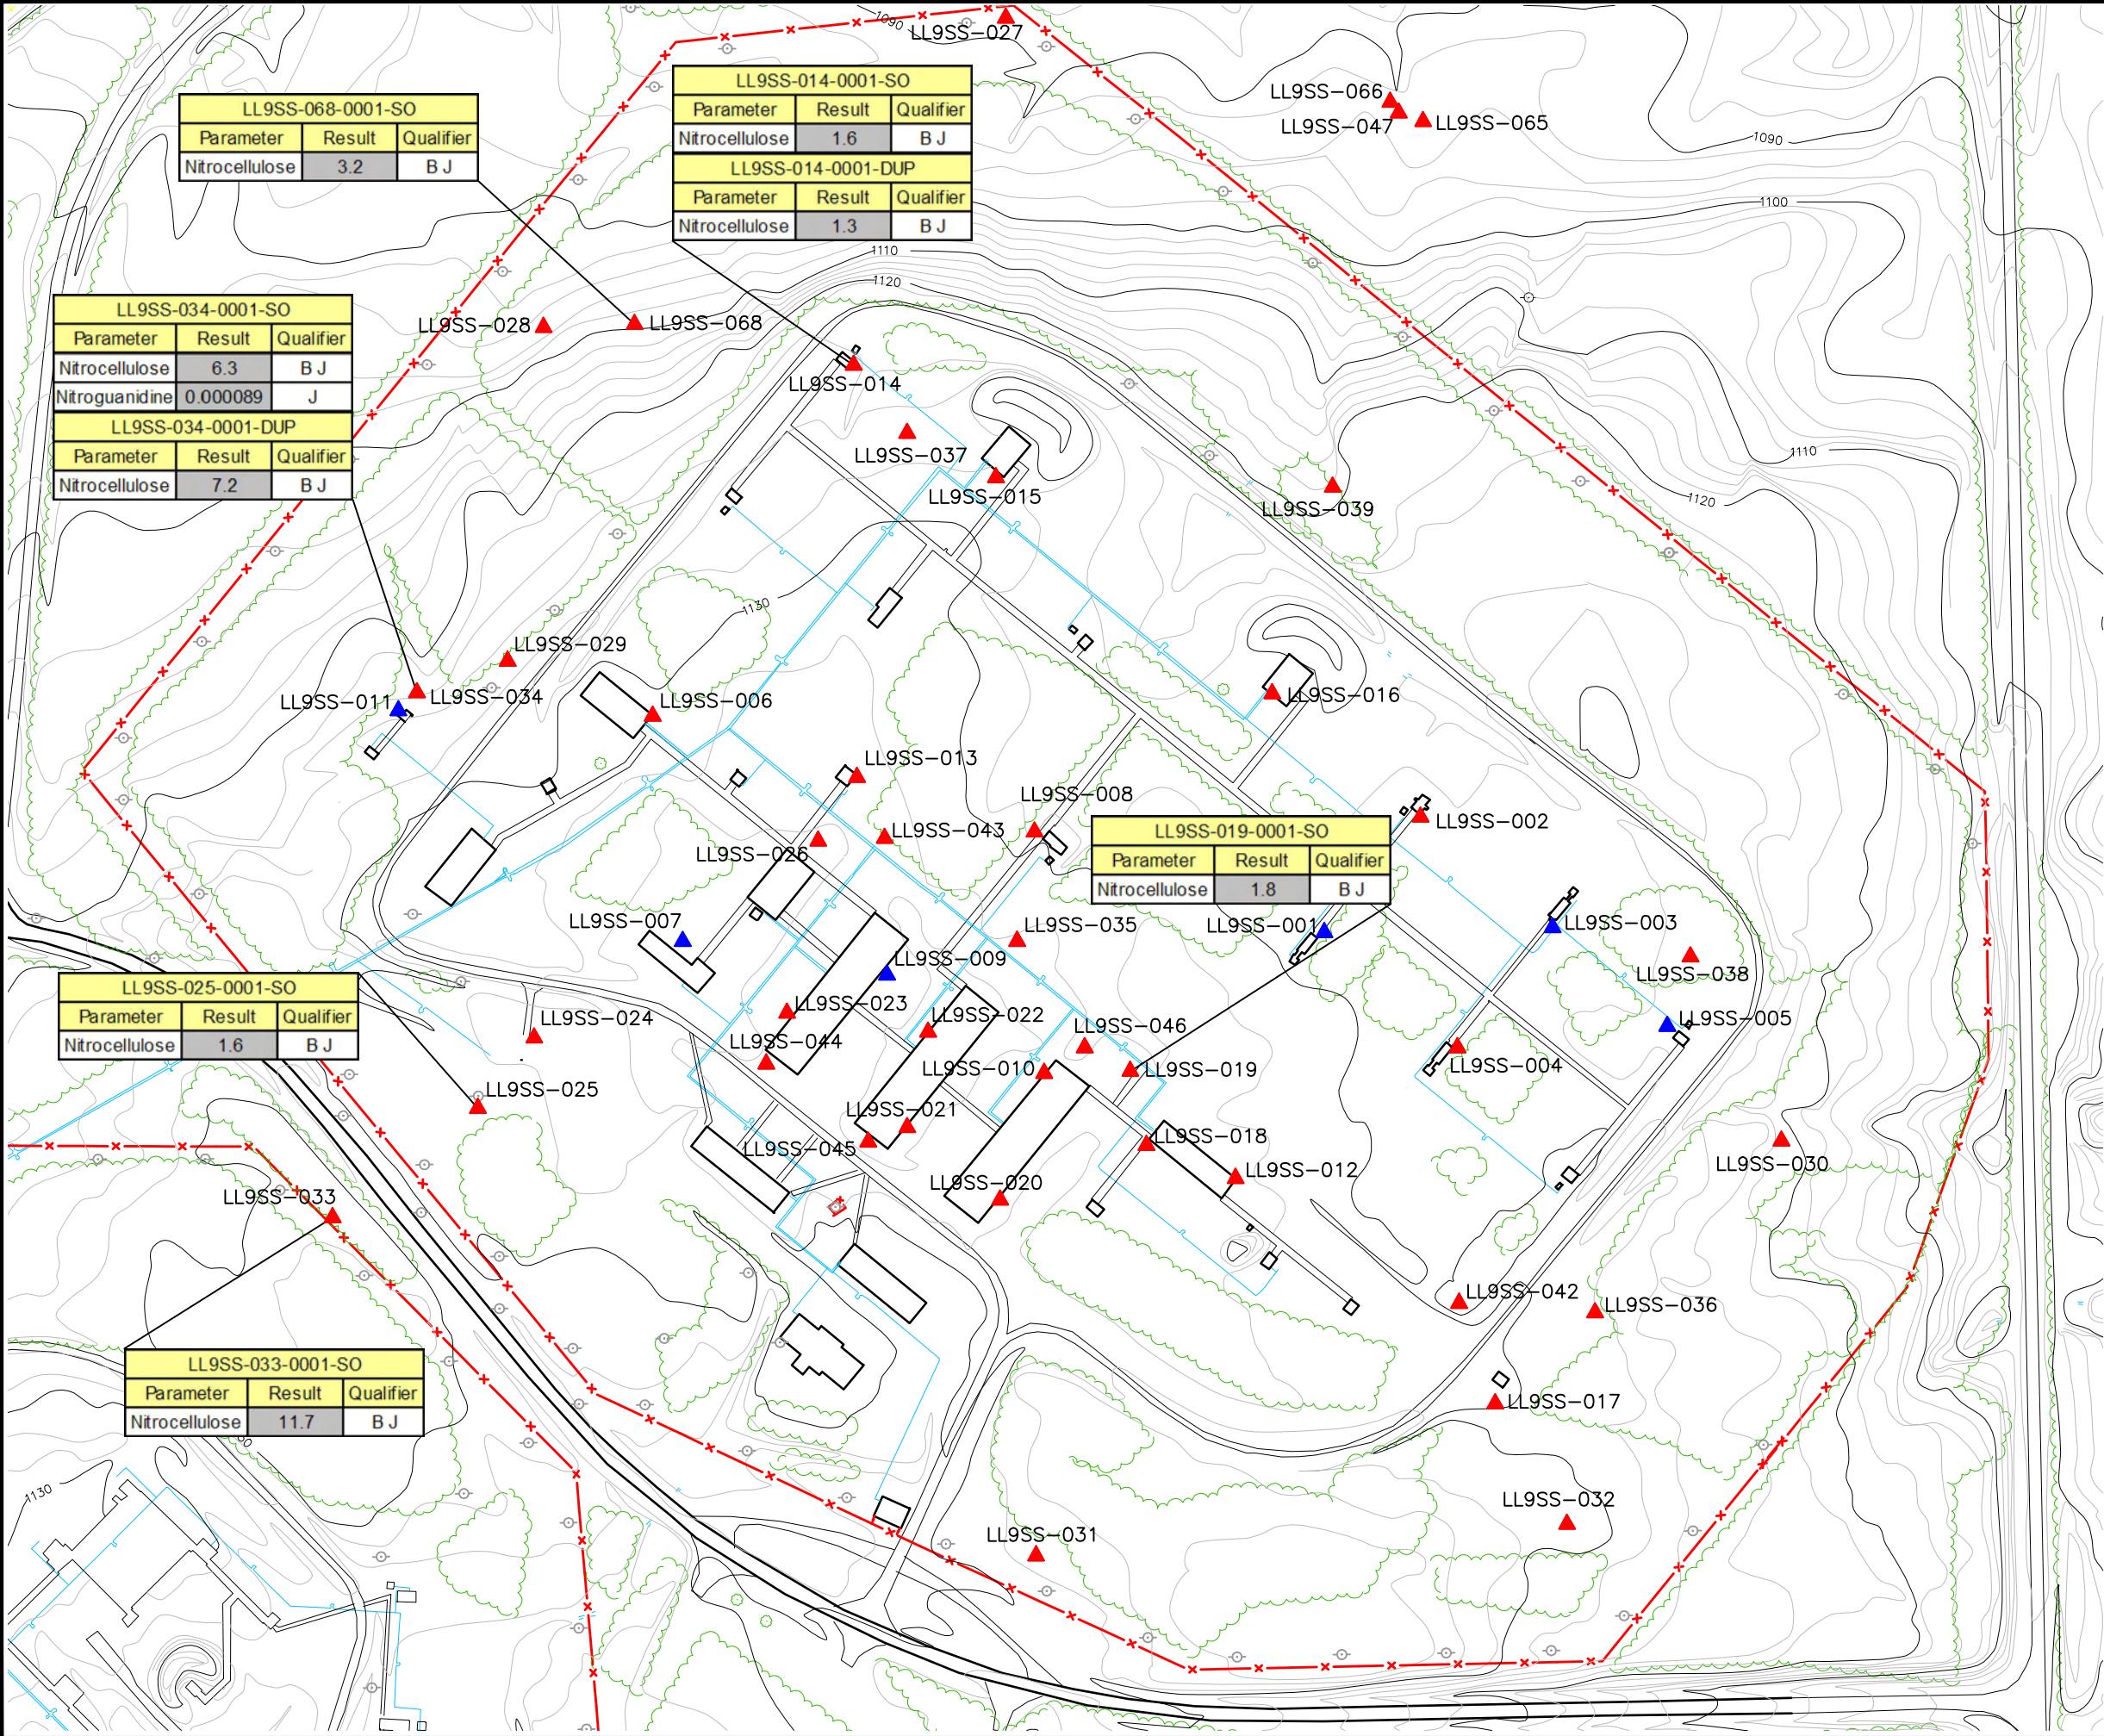 1090
LL9SS-027
LL9SS-014-0001-SO
Parameter Result Qualifier
Nitrocellulose 1.6 B J
LL9SS-014-0001-DUP
Parameter Result Qualifier
Nitrocellulose 1.3 B J
LL9SS-068-0001-SO
Parameter Result Qualifier
Nitrocellulose 3.2 B J
LL9SS-066
LL9SS-047
LL9SS-065
1090
1100
1110
1120
LL9SS-034-0001-SO
Parameter Result Qualifier
Nitrocellulose 6.3 B J
Nitroguanidine 0.000089 J
LL9SS-034-0001-DUP
Parameter Result Qualifier
Nitrocellulose 7.2 B J
LL9SS-028
LL9SS-068
LL9SS-014
LL9SS-037
LL9SS-015
LL9SS-039
1110
1120
1130
LL9SS-029
LL9SS-011
LL9SS-034
LL9SS-006
LL9SS-016
LL9SS-013
LL9SS-008
LL9SS-043
LL9SS-026
LL9SS-002
LL9SS-019-0001-SO
Parameter Result Qualifier
Nitrocellulose 1.8 B J
LL9SS-007
LL9SS-035
LL9SS-001
LL9SS-003
LL9SS-009
LL9SS-038
LL9SS-025-0001-SO
Parameter Result Qualifier
Nitrocellulose 1.6 B J
LL9SS-024
LL9SS-023
LL9SS-022
LL9SS-046
LL9SS-005
LL9SS-044
LL9SS-010
LL9SS-019
LL9SS-004
LL9SS-025
LL9SS-021
LL9SS-045
LL9SS-018
LL9SS-030
LL9SS-012
LL9SS-020
LL9SS-033
LL9SS-042
LL9SS-036
LL9SS-033-0001-SO
Parameter Result Qualifier
Nitrocellulose 11.7 B J
LL9SS-017
1130
LL9SS-032
LL9SS-031